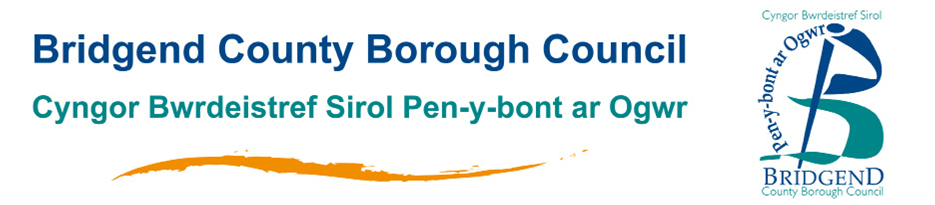 Bridgend County Borough Council
Cyngor Bwrdeistref Sirol Pen-y-bont ar Ogwr
Cyngor Bwrdeistref Sirol
Pen-y-bont ar Ogwr
BRIDGEND
County Borough Council